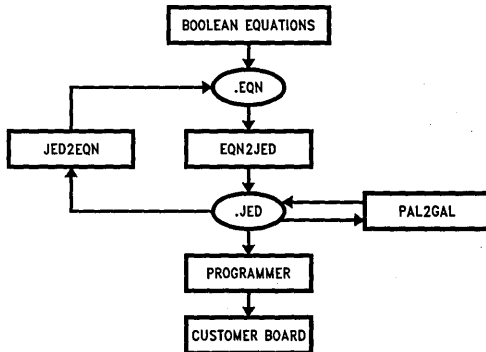 BOOLEAN EQUATIONS
.EQN
JED2EQN
EQN2JED
.JED
PAL2GAL
PROGRAMMER
CUSTOMER BOARD